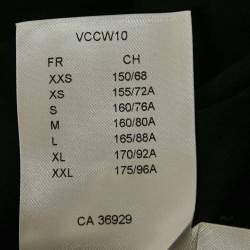 VCCW10
FR CH
XXS 150/68
XS 155/72A
S 160/76A
M 160/80A
L 165/88A
XL 170/92A
XXL 175/96A
CA 36929